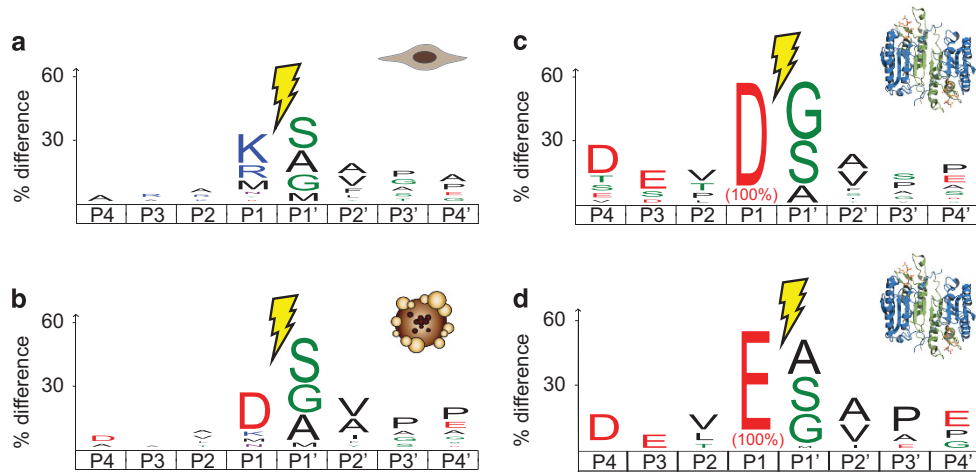 a
60
30
% difference
K
R
M
S
A
G
M
A
K
A
A
V
P
G
A
A
P
E
G
P4 P3 P2 P1 P1' P2' P3' P4'
b
60
30
% difference
D
A
D
K
M
N
S
G
A
M
V
A
I
P
A
G
S
P
E
A
G
P4 P3 P2 P1 P1' P2' P3' P4'
c
60
30
% difference
D
T
S
E
V
E
S
D
V
T
P
L
D
(100%)
G
S
A
A
V
F
S
P
A
G
P
E
A
G
P4 P3 P2 P1 P1' P2' P3' P4'
d
60
30
% difference
D
E
V
L
T
E
(100%)
A
S
G
A
V
I
P
A
E
E
P
G
P4 P3 P2 P1 P1' P2' P3' P4'